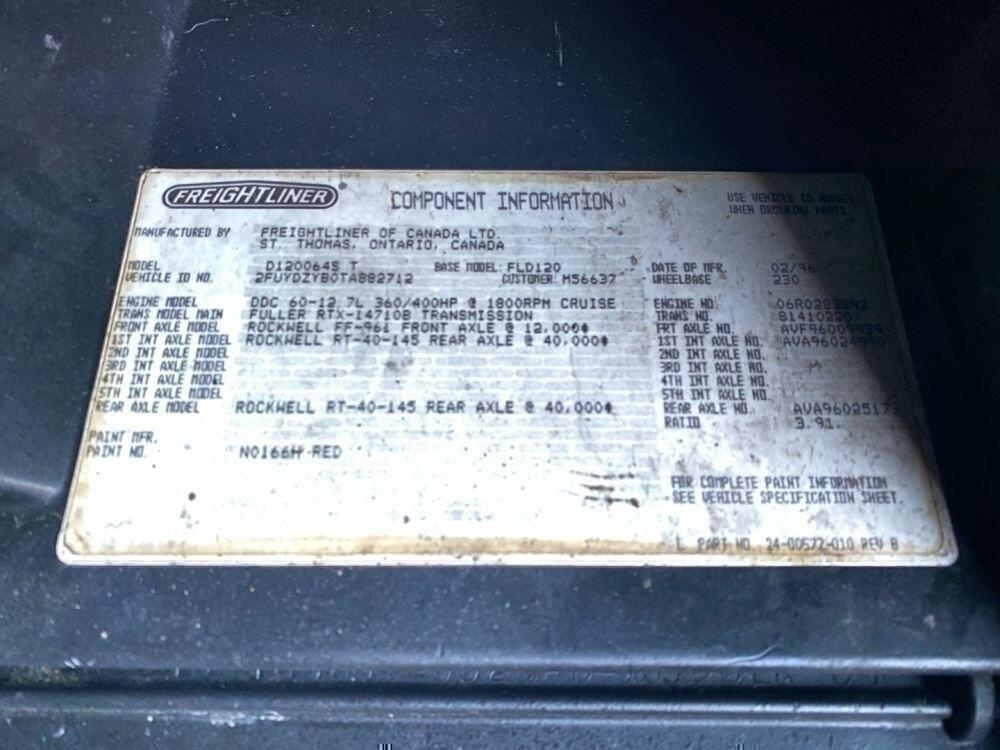 FREIGHTLINER® COMPONENT INFORMATION USE VEHICLE ID NUMBER
WHEN ORDERING PARTS
MANUFACTURED BY FREIGHTLINER OF CANADA LTD.
ST. THOMAS, ONTARIO, CANADA
MODEL D120064S T BASE MODEL: FLD120 DATE OF MFR. 02/96
VEHICLE ID NO. 2FUYDZYB0TA882712 CUSTOMER: M56637 WHEELBASE 230
ENGINE MODEL DDC 60-12.7L 360/400HP @ 1800RPM CRUISE ENGINE NO. 06R0283892
TRANS MODEL MAIN FULLER RTX-14710B TRANSMISSION TRANS NO. 81410220
FRONT AXLE MODEL ROCKWELL FF-961 FRONT AXLE @ 12,000# FRT AXLE NO. AVF96009939
1ST INT AXLE MODEL ROCKWELL RT-40-145 REAR AXLE @ 40,000# 1ST INT AXLE NO. AVA96024990
2ND INT AXLE MODEL 2ND INT AXLE NO.
3RD INT AXLE MODEL 3RD INT AXLE NO.
4TH INT AXLE MODEL 4TH INT AXLE NO.
5TH INT AXLE MODEL 5TH INT AXLE NO.
REAR AXLE MODEL ROCKWELL RT-40-145 REAR AXLE @ 40,000# REAR AXLE NO. AVA96025173
RATIO 3.91
PAINT MFR.
PAINT NO. N0166H RED
FOR COMPLETE PAINT INFORMATION
SEE VEHICLE SPECIFICATION SHEET.
PART NO. 24-00572-010 REV B